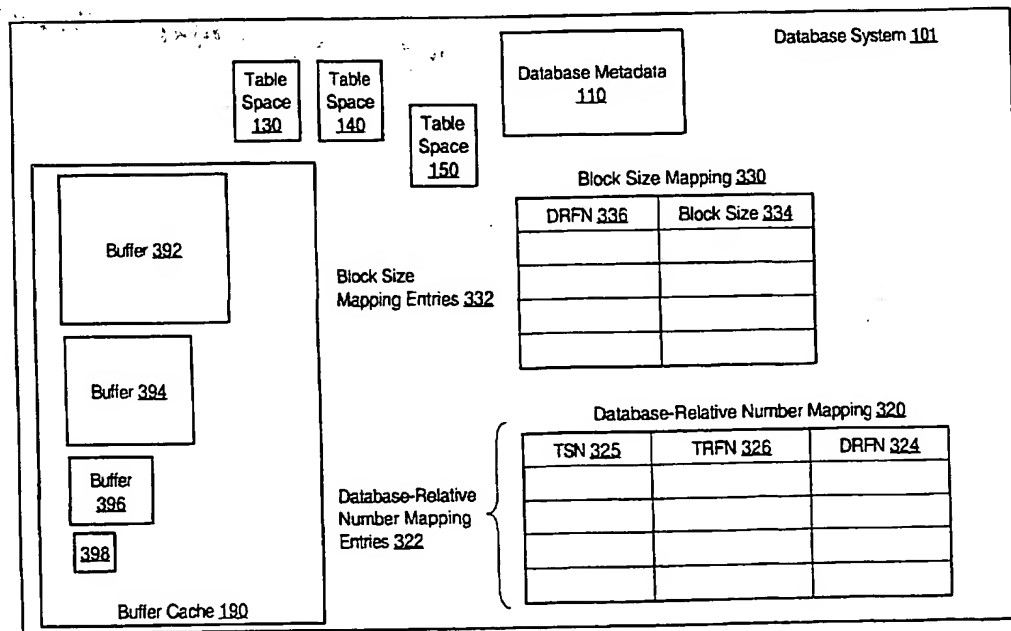 Database System 101
Table
Space
130
Table
Space
140
Table
Space
150
Database Metadata
110
Block Size Mapping 330
DRFN 336
Block Size 334
Block Size
Mapping Entries 332
Buffer 392
Buffer 394
Buffer
396
398
Buffer Cache 190
Database-Relative Number Mapping 320
TSN 325
TRFN 326
DRFN 324
Database-Relative
Number Mapping
Entries 322